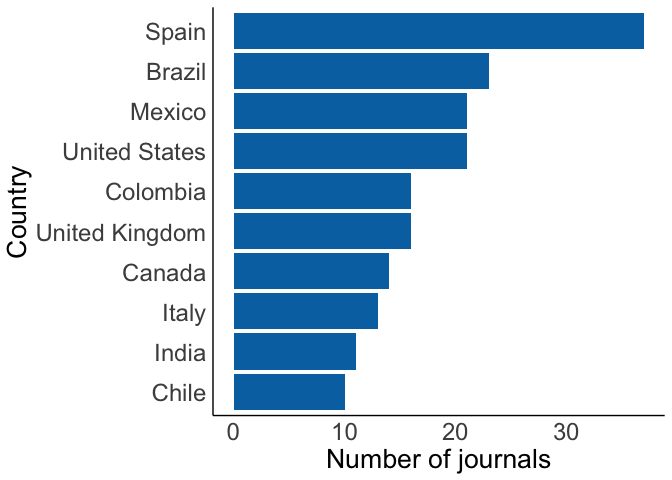 Spain
Brazil
Mexico
United States
Colombia
United Kingdom
Canada
Italy
India
Chile
Country
0 10 20 30
Number of journals